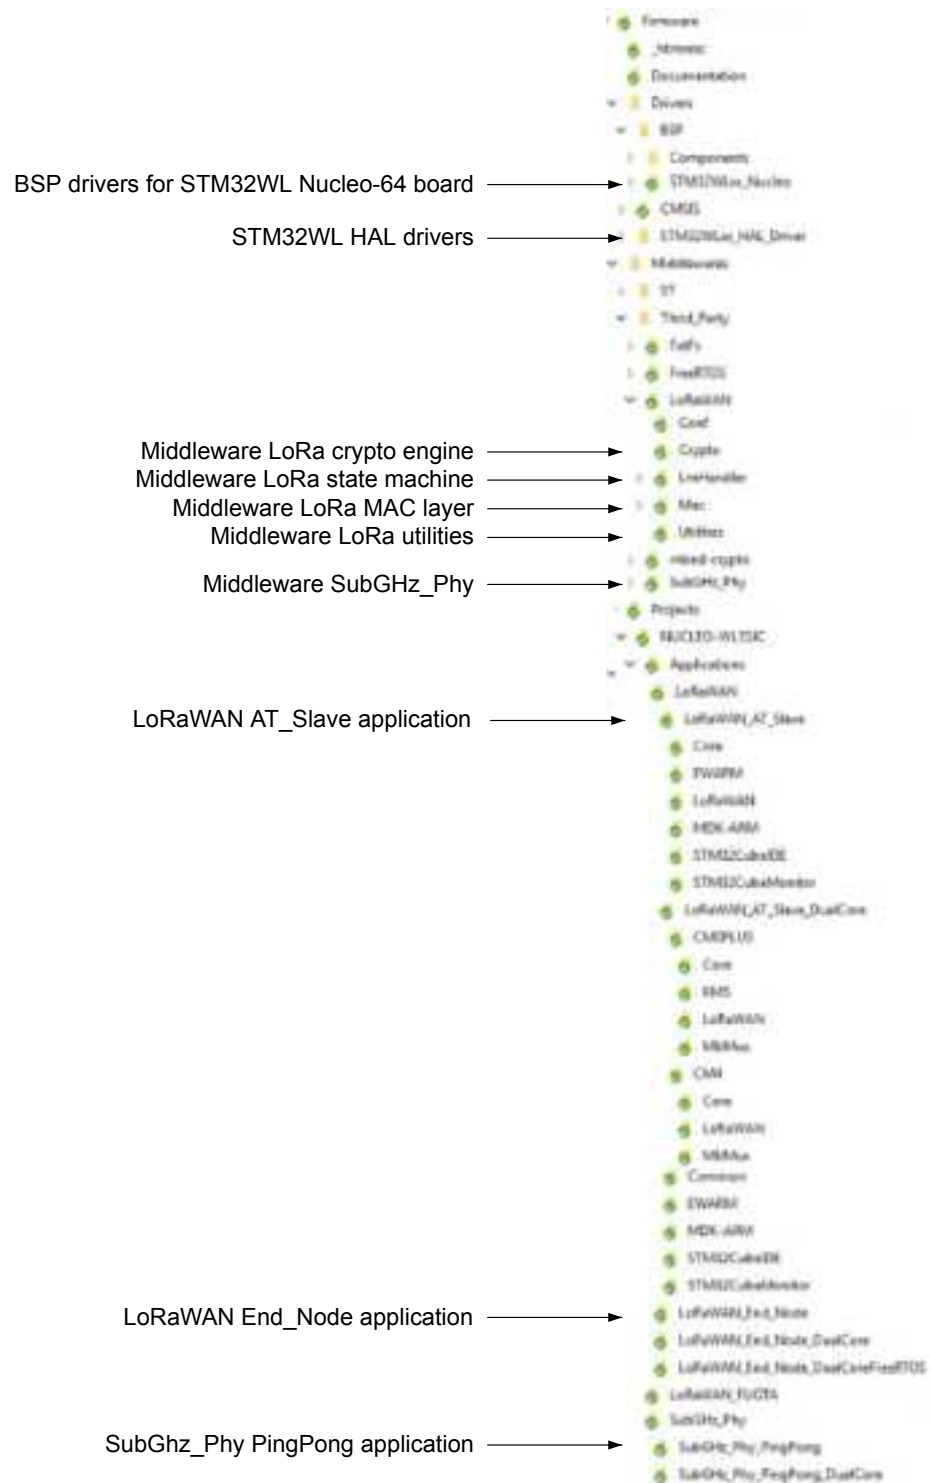 Firmware
_htmresc
Documentation
Drivers
BSP
Components
BSP drivers for STM32WL Nucleo-64 board
STM32WLxx_Nucleo
CMSIS
STM32WL HAL drivers
STM32WLxx_HAL_Driver
Middlewares
ST
Third_Party
FatFs
FreeRTOS
LoRaWAN
Conf
Middleware LoRa crypto engine
Crypto
Middleware LoRa state machine
LmHandler
Middleware LoRa MAC layer
Mac
Middleware LoRa utilities
Utilities
mbed-crypto
Middleware SubGHz_Phy
SubGHz_Phy
Projects
NUCLEO-WL55JC
Applications
LoRaWAN
LoRaWAN AT_Slave application
LoRaWAN_AT_Slave
Core
EWARM
LoRaWAN
MDK-ARM
STM32CubeIDE
STM32CubeMonitor
LoRaWAN_AT_Slave_DualCore
CM0PLUS
Core
KMS
LoRaWAN
MbMux
CM4
Core
LoRaWAN
MbMux
Common
EWARM
MDK-ARM
STM32CubeIDE
STM32CubeMonitor
LoRaWAN End_Node application
LoRaWAN_End_Node
LoRaWAN_End_Node_DualCore
LoRaWAN_End_Node_DualCoreFreeRTOS
LoRaWAN_FUOTA
SubGHz_Phy
SubGhz_Phy PingPong application
SubGHz_Phy_PingPong
SubGHz_Phy_PingPong_DualCore